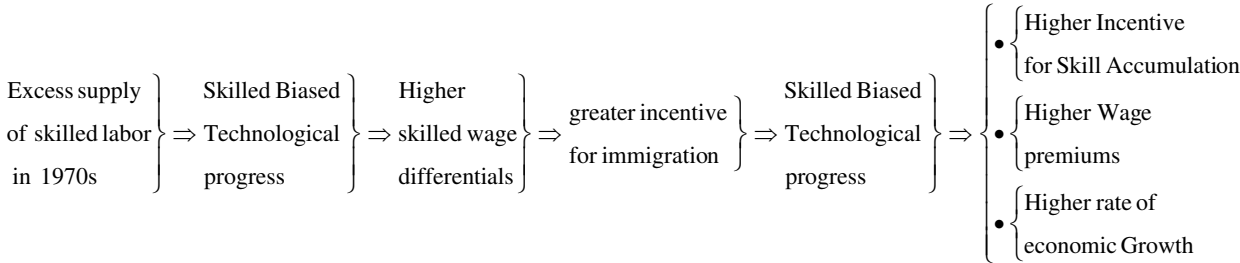 Excess supply
of skilled labor
in 1970s
⇒
Skilled Biased
Technological
progress
⇒
Higher
skilled wage
differentials
⇒
greater incentive
for immigration
⇒
Skilled Biased
Technological
progress
⇒
• Higher Incentive
for Skill Accumulation
• Higher Wage
premiums
• Higher rate of
economic Growth